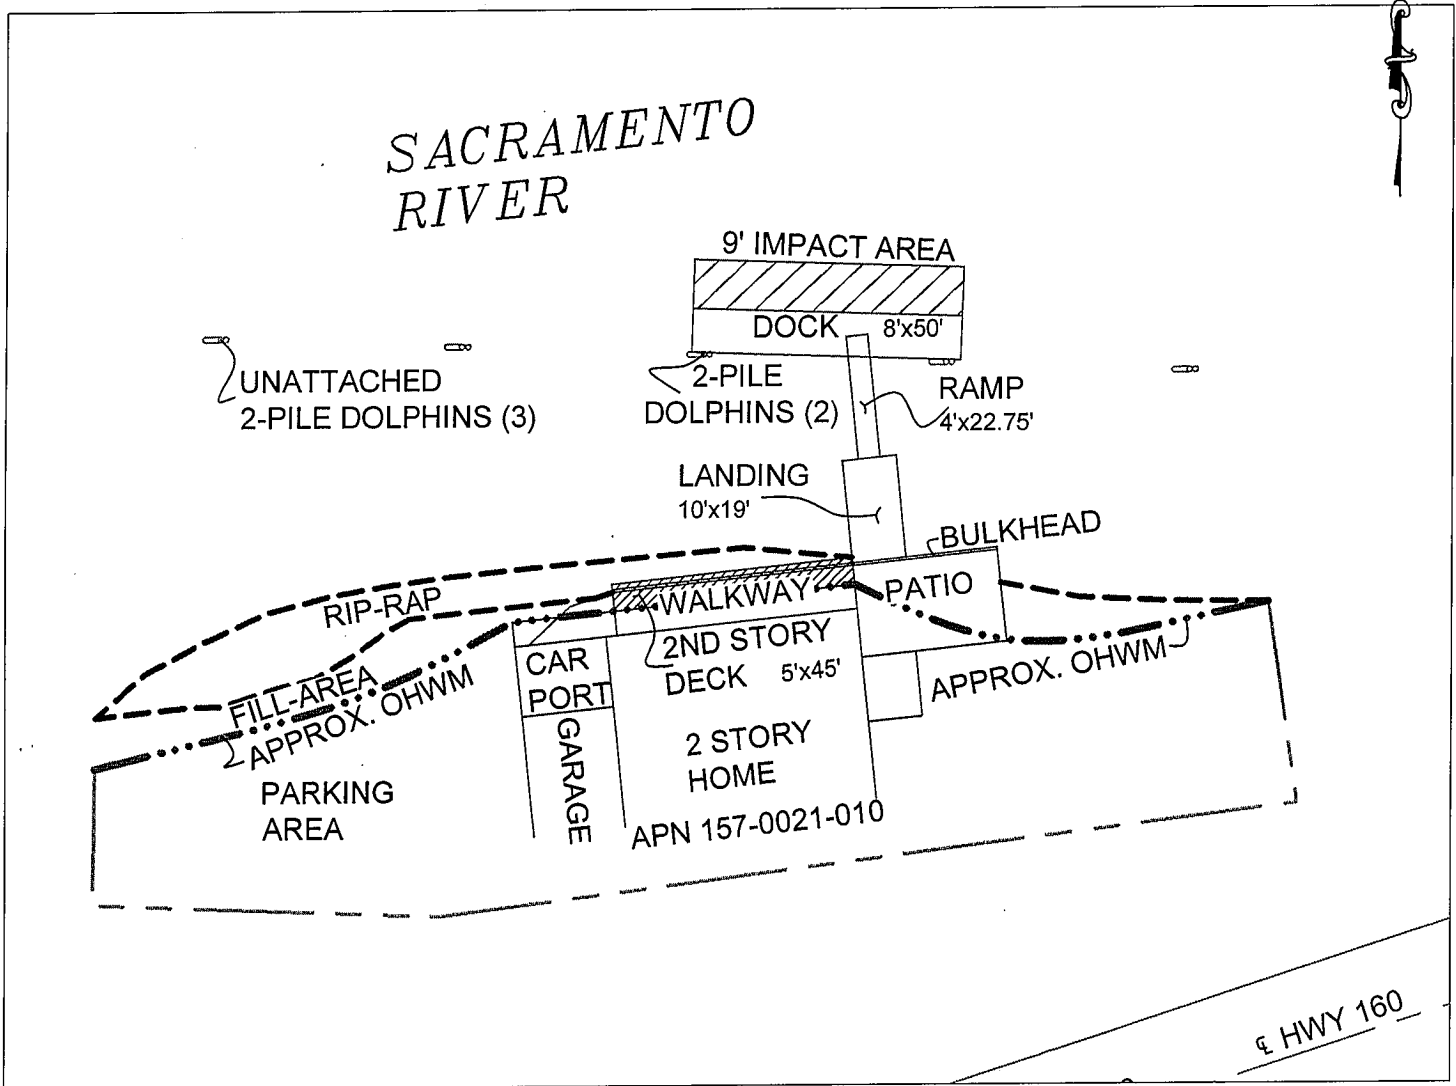 SACRAMENTO
RIVER
9' IMPACT AREA
DOCK 8'x50'
UNATTACHED
2-PILE DOLPHINS (3)
2-PILE
DOLPHINS (2)
RAMP
4'x22.75'
LANDING
10'x19'
BULKHEAD
RIP-RAP
WALKWAY
PATIO
2ND STORY
DECK 5'x45'
CAR
PORT
FILL-AREA
APPROX. OHWM
APPROX. OHWM
GARAGE
2 STORY
HOME
PARKING
AREA
APN 157-0021-010
℄ HWY 160